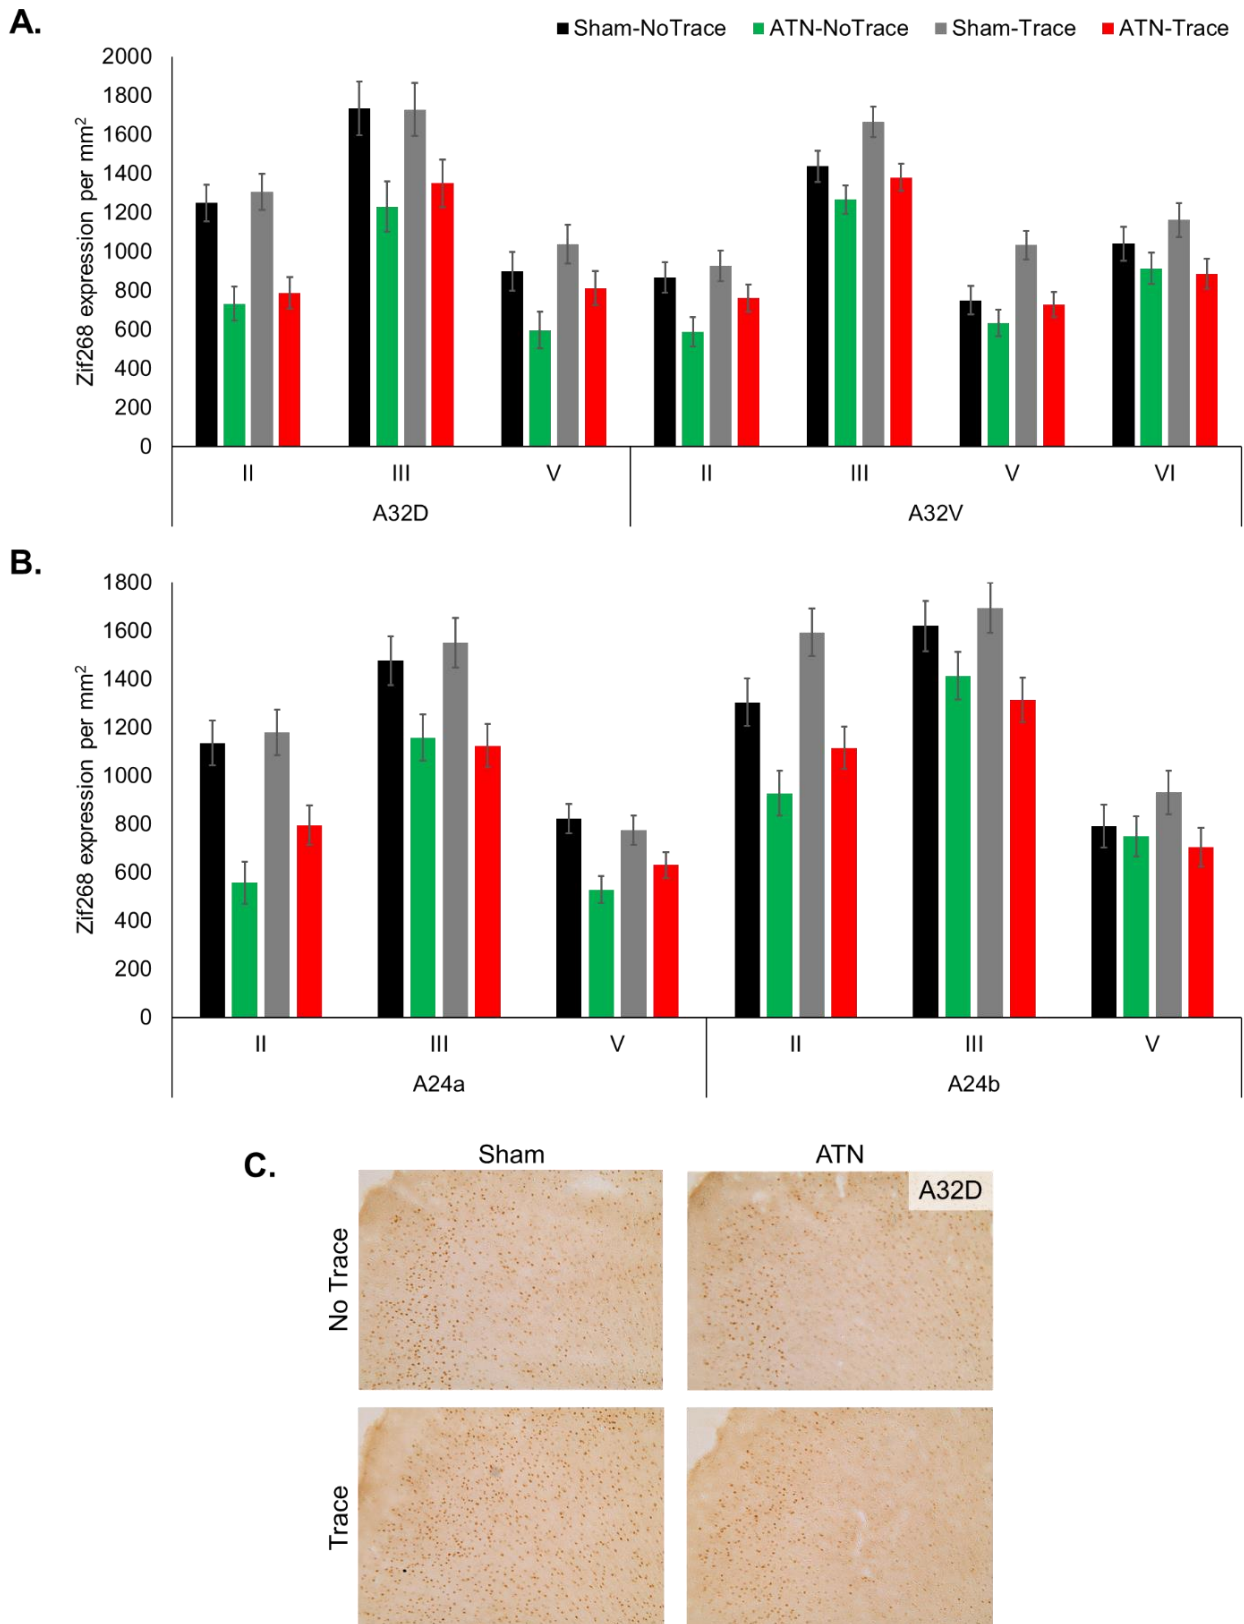 A.
Sham-NoTrace ATN-NoTrace Sham-Trace ATN-Trace
Zif268 expression per mm²
2000
1800
1600
1400
1200
1000
800
600
400
200
0
II III V II III V VI
A32D A32V
B.
Zif268 expression per mm²
1800
1600
1400
1200
1000
800
600
400
200
0
II III V II III V
A24a A24b
C.
Sham ATN
A32D
No Trace
Trace